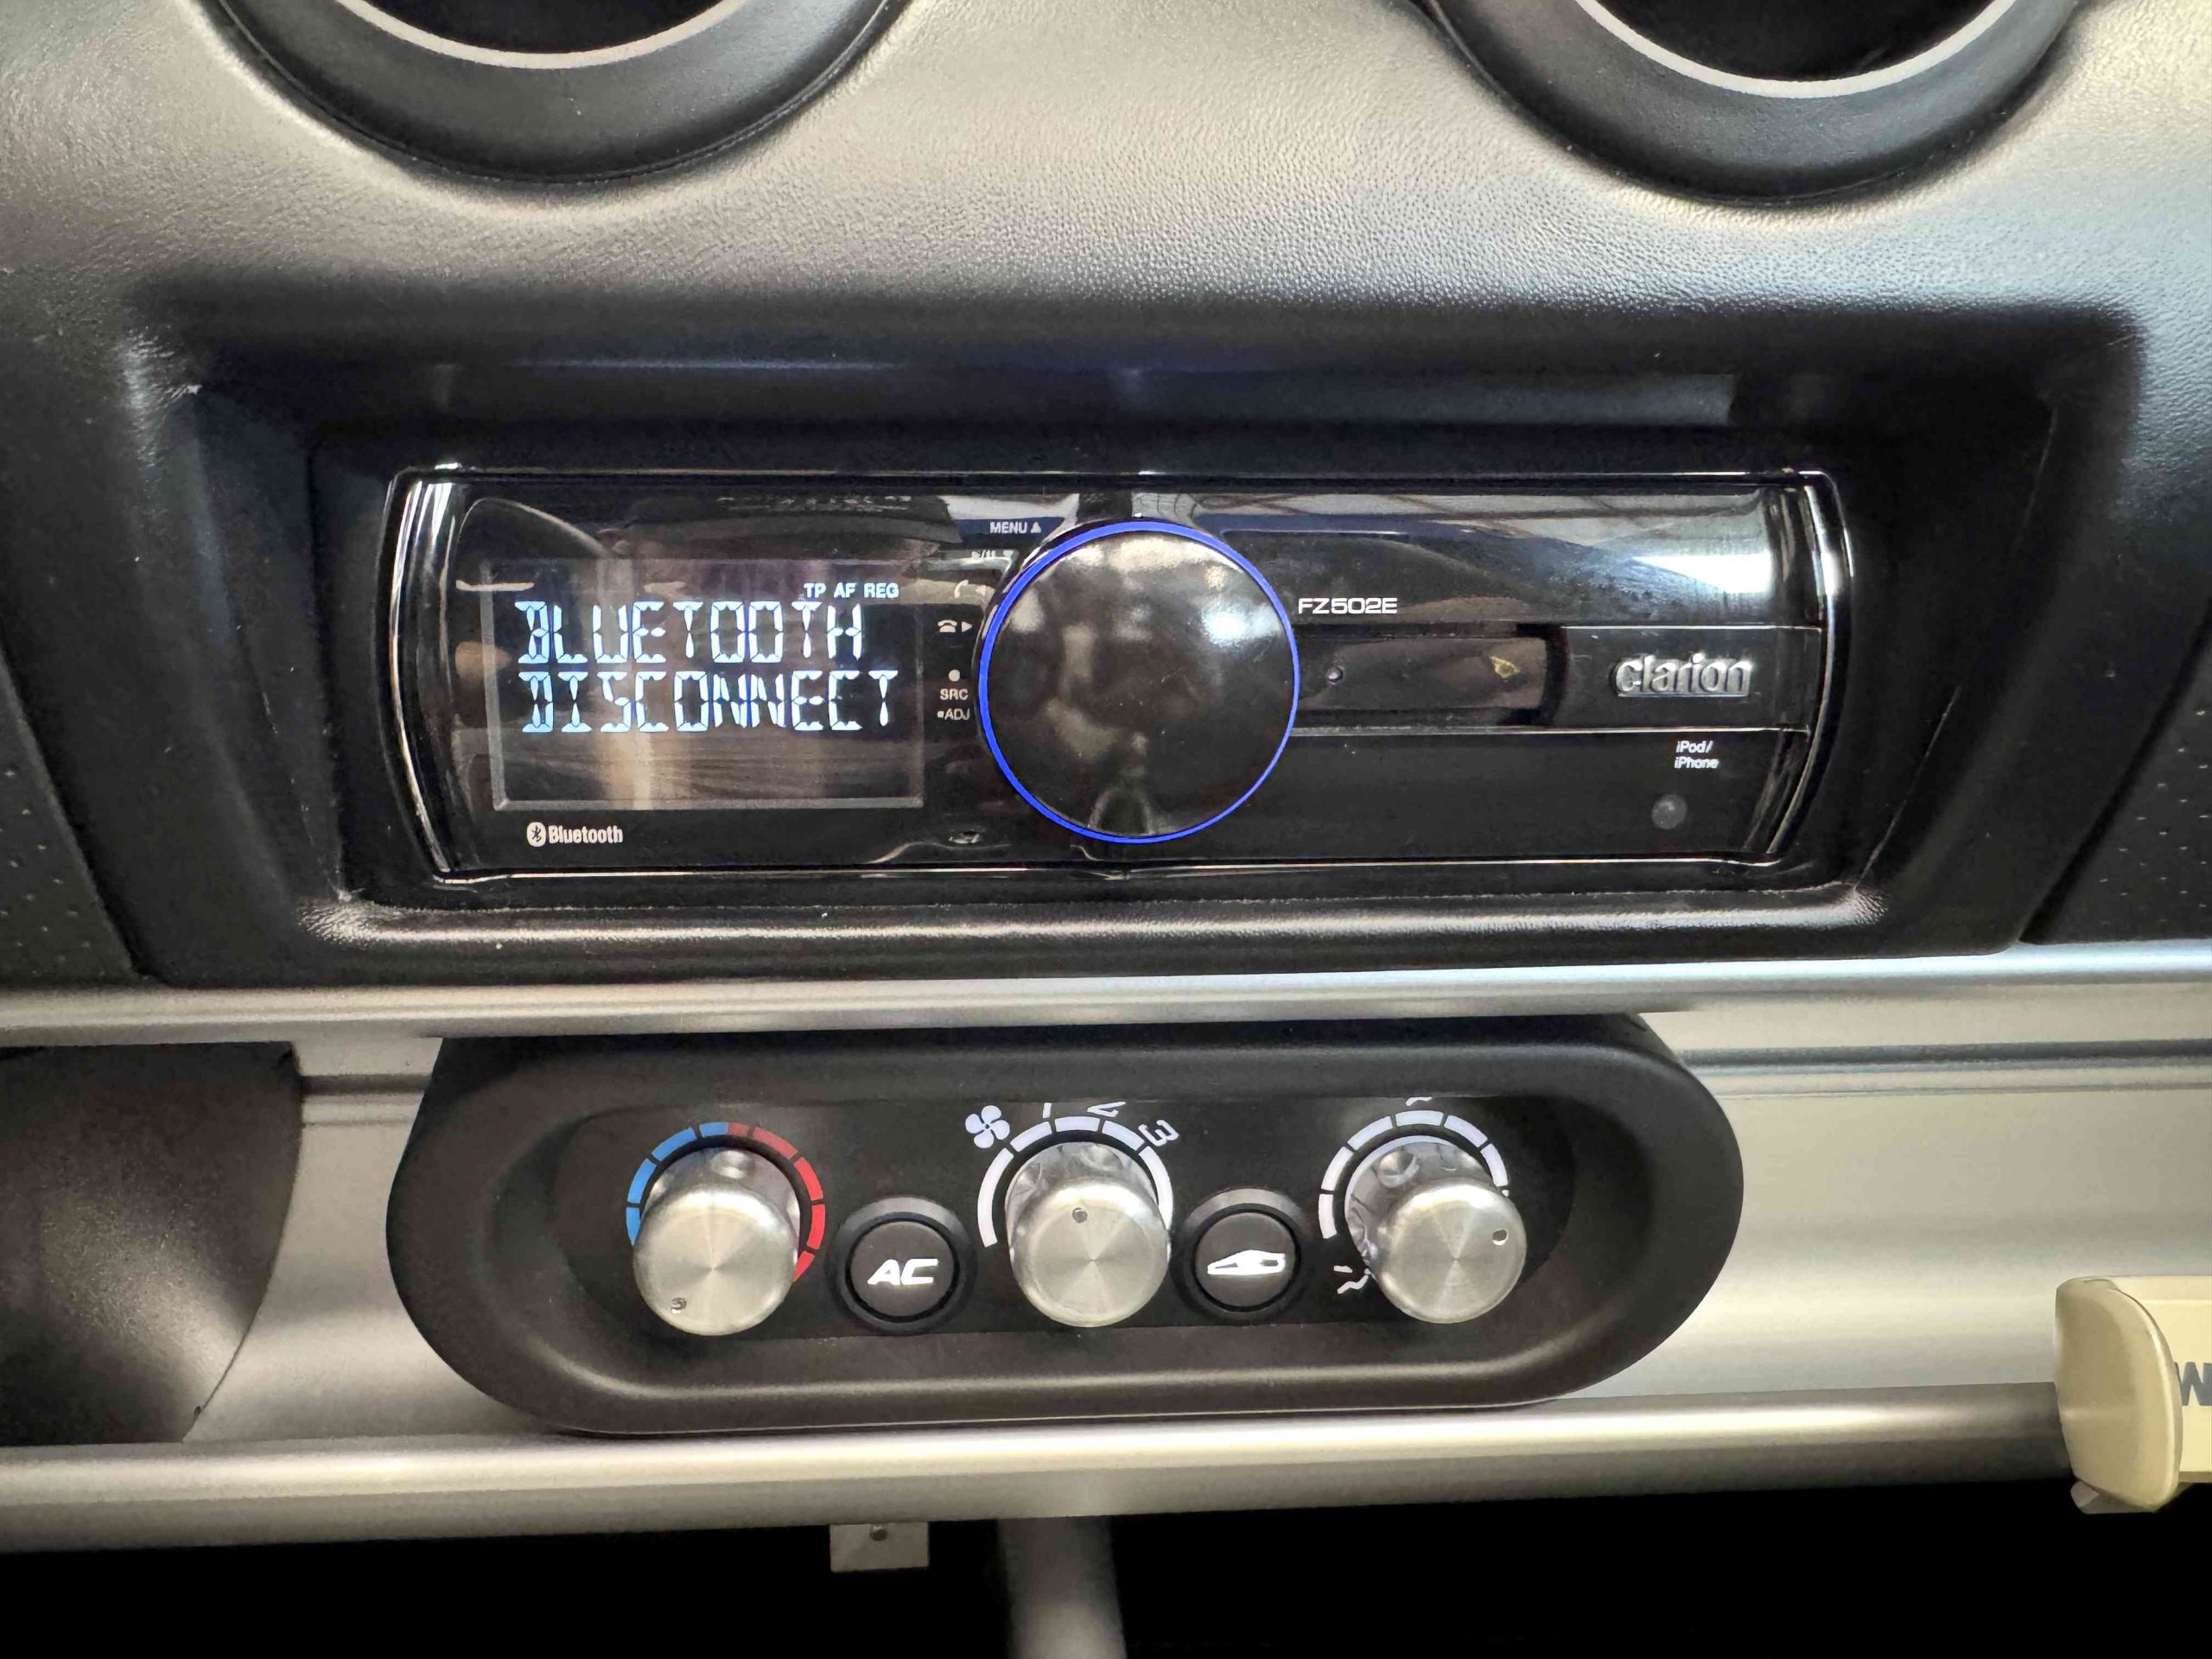 MENU
TP AF REG
BLUETOOTH
DISCONNECT
SRC
ADJ
FZ502E
clarion
iPod/
iPhone
Bluetooth
1 2 3
AC